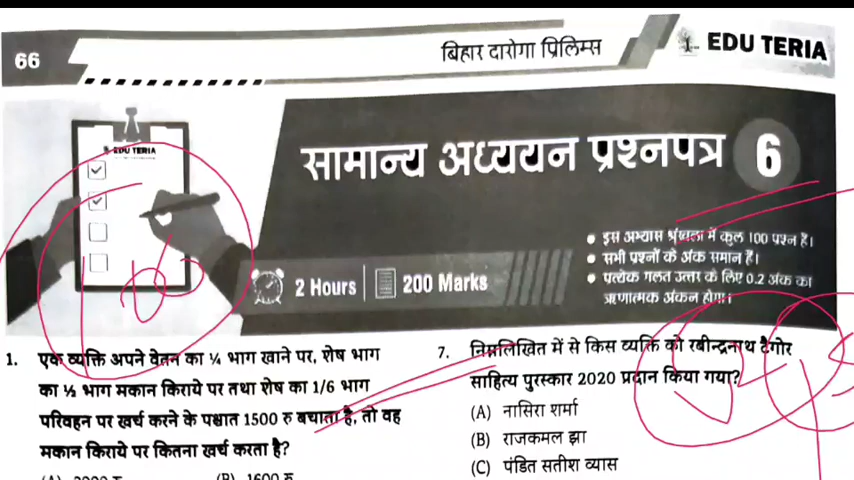 66
बिहार दारोगा प्रिलिम्स
EDU TERIA
EDU TERIA
सामान्य अध्ययन प्रश्नपत्र 6
2 Hours
200 Marks
• इस अभ्यास श्रृंखला में कुल 100 प्रश्न हैं।
• सभी प्रश्नों के अंक समान हैं।
• प्रत्येक गलत उत्तर के लिए 0.2 अंक का
ऋणात्मक अंकन होगा।
1. एक व्यक्ति अपने वेतन का ¼ भाग खाने पर, शेष भाग
का ½ भाग मकान किराये पर तथा शेष का 1/6 भाग
परिवहन पर खर्च करने के पश्चात 1500 रु बचाता है, तो वह
मकान किराये पर कितना खर्च करता है?
(B) 1600 रु
7. निम्नलिखित में से किस व्यक्ति को रबीन्द्रनाथ टैगोर
साहित्य पुरस्कार 2020 प्रदान किया गया?
(A) नासिरा शर्मा
(B) राजकमल झा
(C) पंडित सतीश व्यास